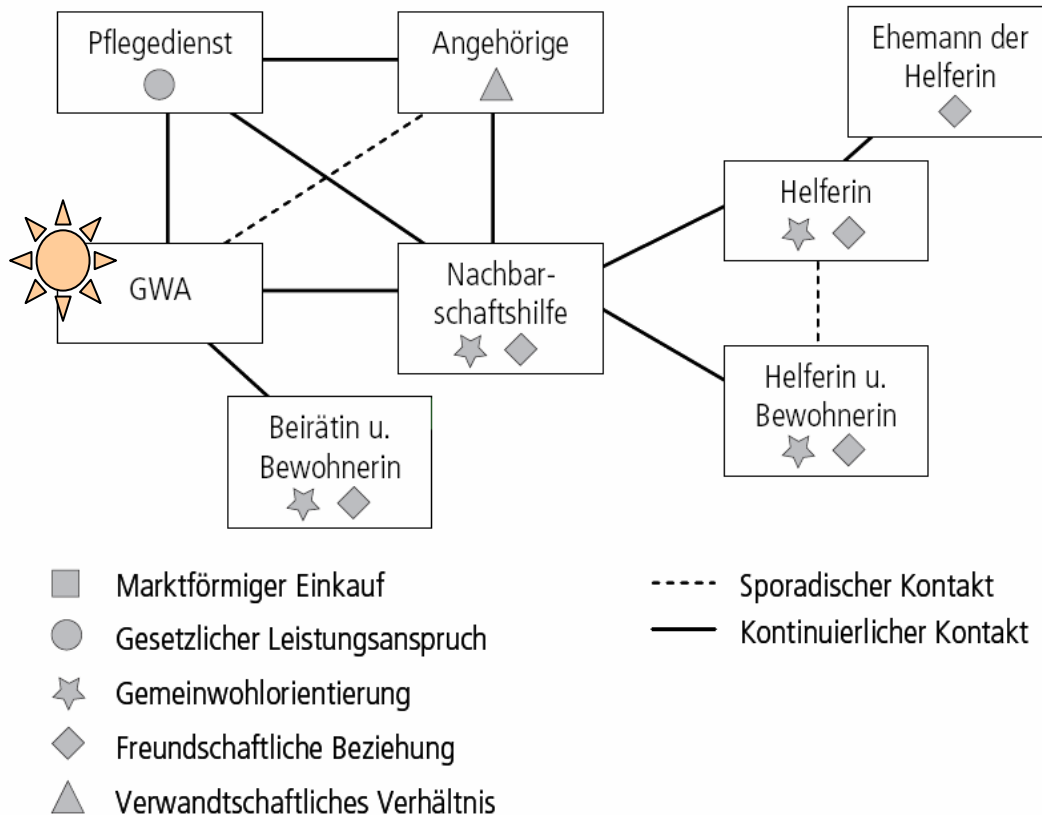 Pflegedienst
Angehörige
Ehemann der
Helferin
Helferin
GWA
Nachbar-
schaftshilfe
Helferin u.
Bewohnerin
Beirätin u.
Bewohnerin
Marktförmiger Einkauf
Gesetzlicher Leistungsanspruch
Gemeinwohlorientierung
Freundschaftliche Beziehung
Verwandtschaftliches Verhältnis
Sporadischer Kontakt
Kontinuierlicher Kontakt